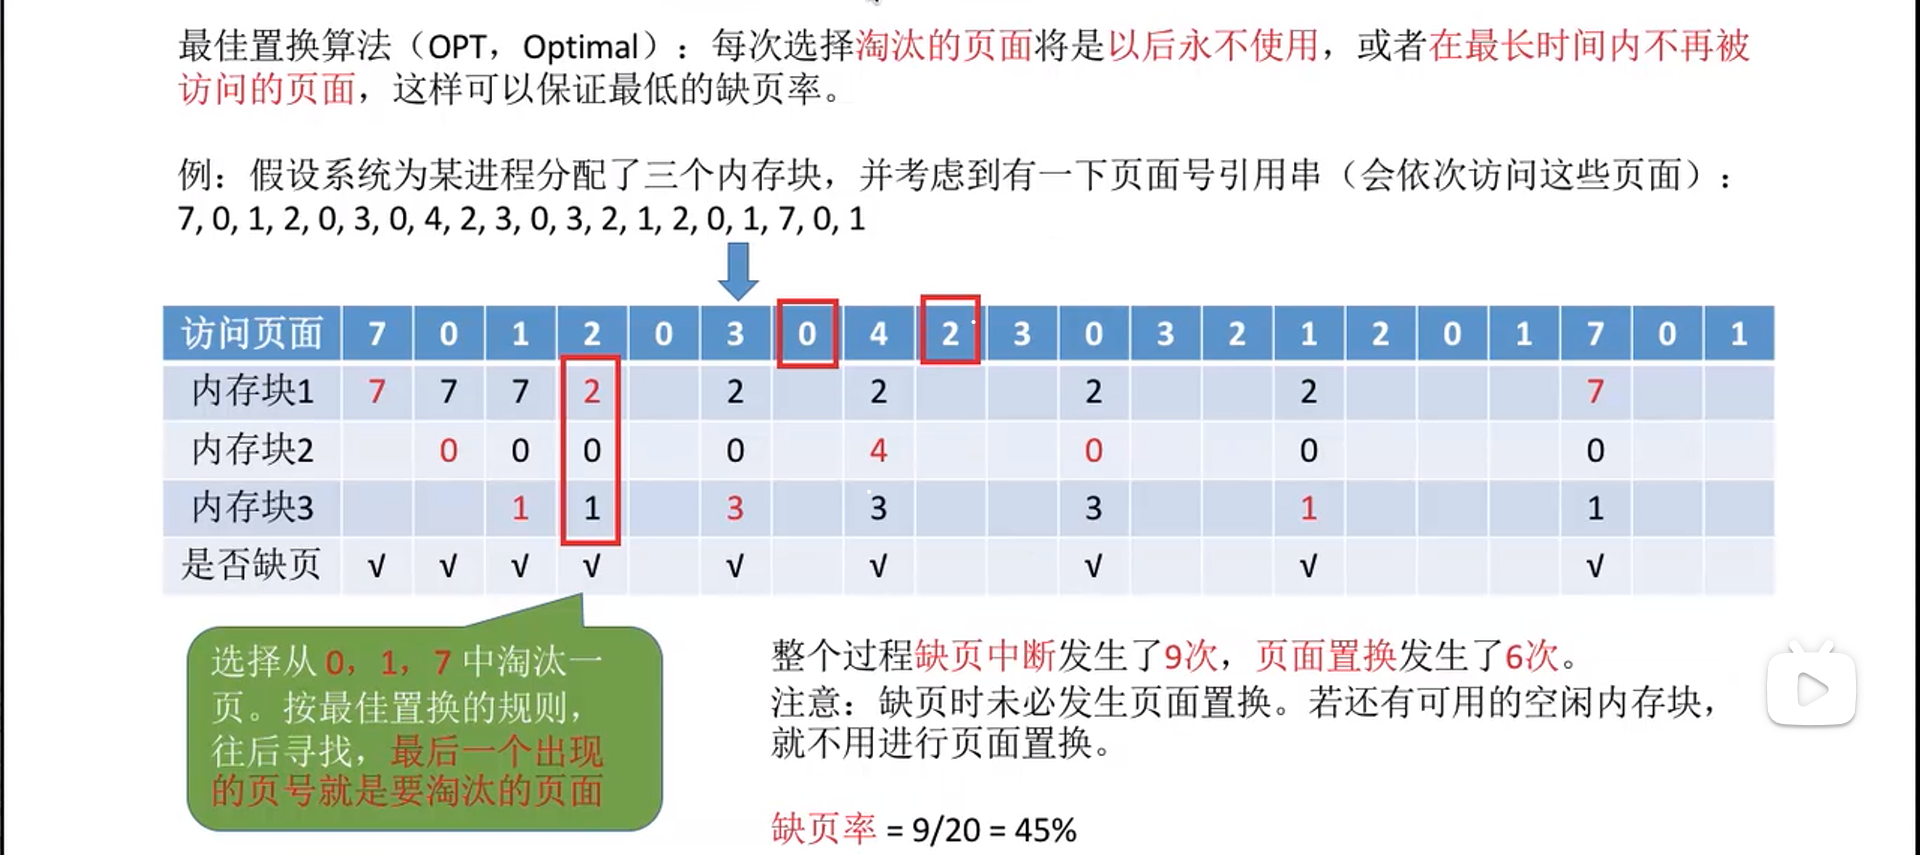 最佳置换算法（OPT，Optimal）：每次选择淘汰的页面将是以后永不使用，或者在最长时间内不再被
访问的页面，这样可以保证最低的缺页率。
例：假设系统为某进程分配了三个内存块，并考虑到有一下页面号引用串（会依次访问这些页面）：
7, 0, 1, 2, 0, 3, 0, 4, 2, 3, 0, 3, 2, 1, 2, 0, 1, 7, 0, 1
访问页面 7 0 1 2 0 3 0 4 2 3 0 3 2 1 2 0 1 7 0 1
内存块1 7 7 7 2 2 2 2 2 7
内存块2 0 0 0 0 4 0 0 0
内存块3 1 1 3 3 3 1 1
是否缺页 √ √ √ √ √ √ √ √ √
选择从 0，1，7 中淘汰一
页。按最佳置换的规则，
往后寻找，最后一个出现
的页号就是要淘汰的页面
整个过程缺页中断发生了9次，页面置换发生了6次。
注意：缺页时未必发生页面置换。若还有可用的空闲内存块，
就不用进行页面置换。
缺页率 = 9/20 = 45%